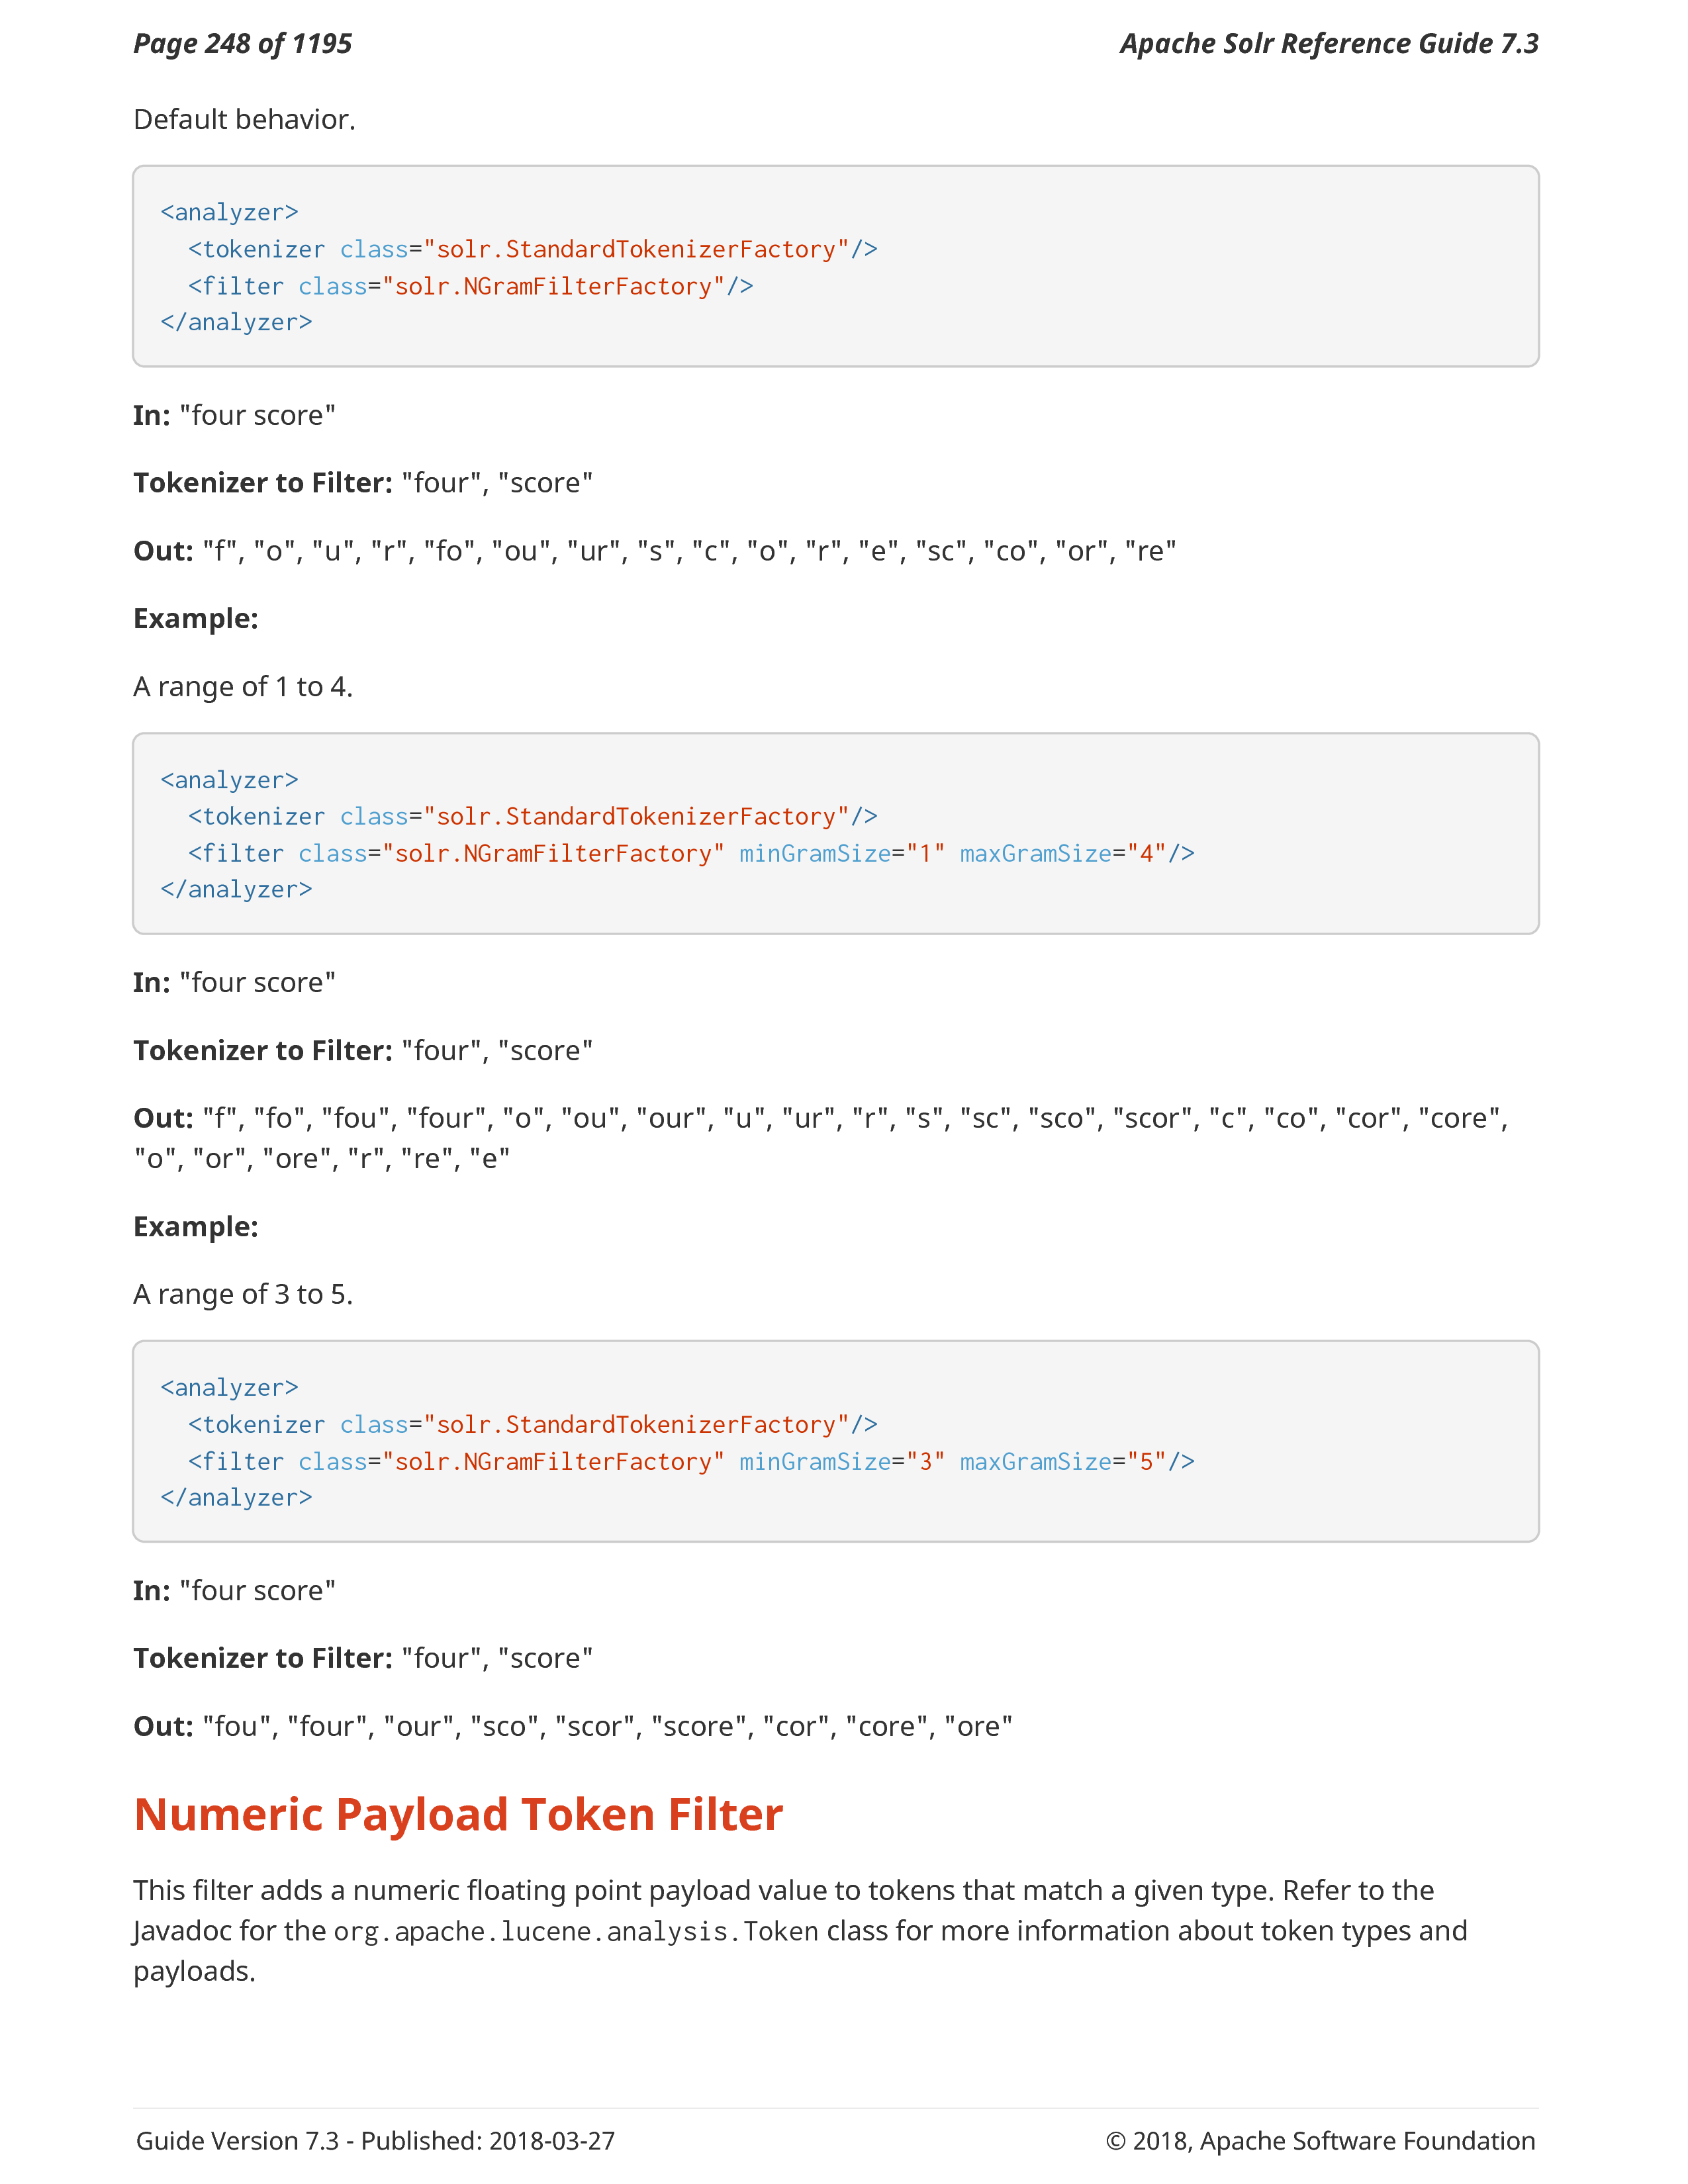 Page 248 of 1195
Apache Solr Reference Guide 7.3
Default behavior.
<analyzer>
  <tokenizer class="solr.StandardTokenizerFactory"/>
  <filter class="solr.NGramFilterFactory"/>
</analyzer>
In: "four score"
Tokenizer to Filter: "four", "score"
Out: "f", "o", "u", "r", "fo", "ou", "ur", "s", "c", "o", "r", "e", "sc", "co", "or", "re"
Example:
A range of 1 to 4.
<analyzer>
  <tokenizer class="solr.StandardTokenizerFactory"/>
  <filter class="solr.NGramFilterFactory" minGramSize="1" maxGramSize="4"/>
</analyzer>
In: "four score"
Tokenizer to Filter: "four", "score"
Out: "f", "fo", "fou", "four", "o", "ou", "our", "u", "ur", "r", "s", "sc", "sco", "scor", "c", "co", "cor", "core",
"o", "or", "ore", "r", "re", "e"
Example:
A range of 3 to 5.
<analyzer>
  <tokenizer class="solr.StandardTokenizerFactory"/>
  <filter class="solr.NGramFilterFactory" minGramSize="3" maxGramSize="5"/>
</analyzer>
In: "four score"
Tokenizer to Filter: "four", "score"
Out: "fou", "four", "our", "sco", "scor", "score", "cor", "core", "ore"
Numeric Payload Token Filter
This filter adds a numeric floating point payload value to tokens that match a given type. Refer to the
Javadoc for the org.apache.lucene.analysis.Token class for more information about token types and
payloads.
Guide Version 7.3 - Published: 2018-03-27
© 2018, Apache Software Foundation